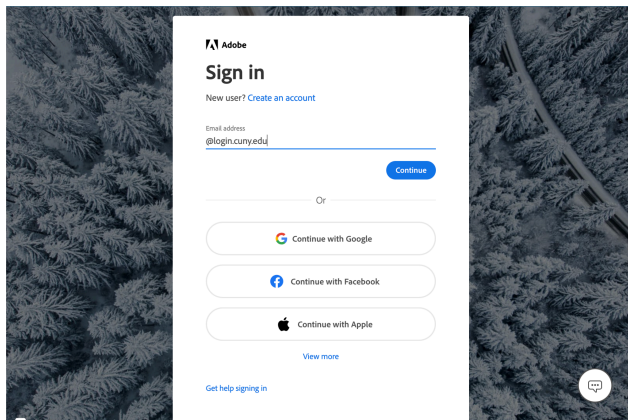 Adobe
Sign in
New user? Create an account
Email address
@login.cuny.edu
Continue
Or
Continue with Google
Continue with Facebook
Continue with Apple
View more
Get help signing in